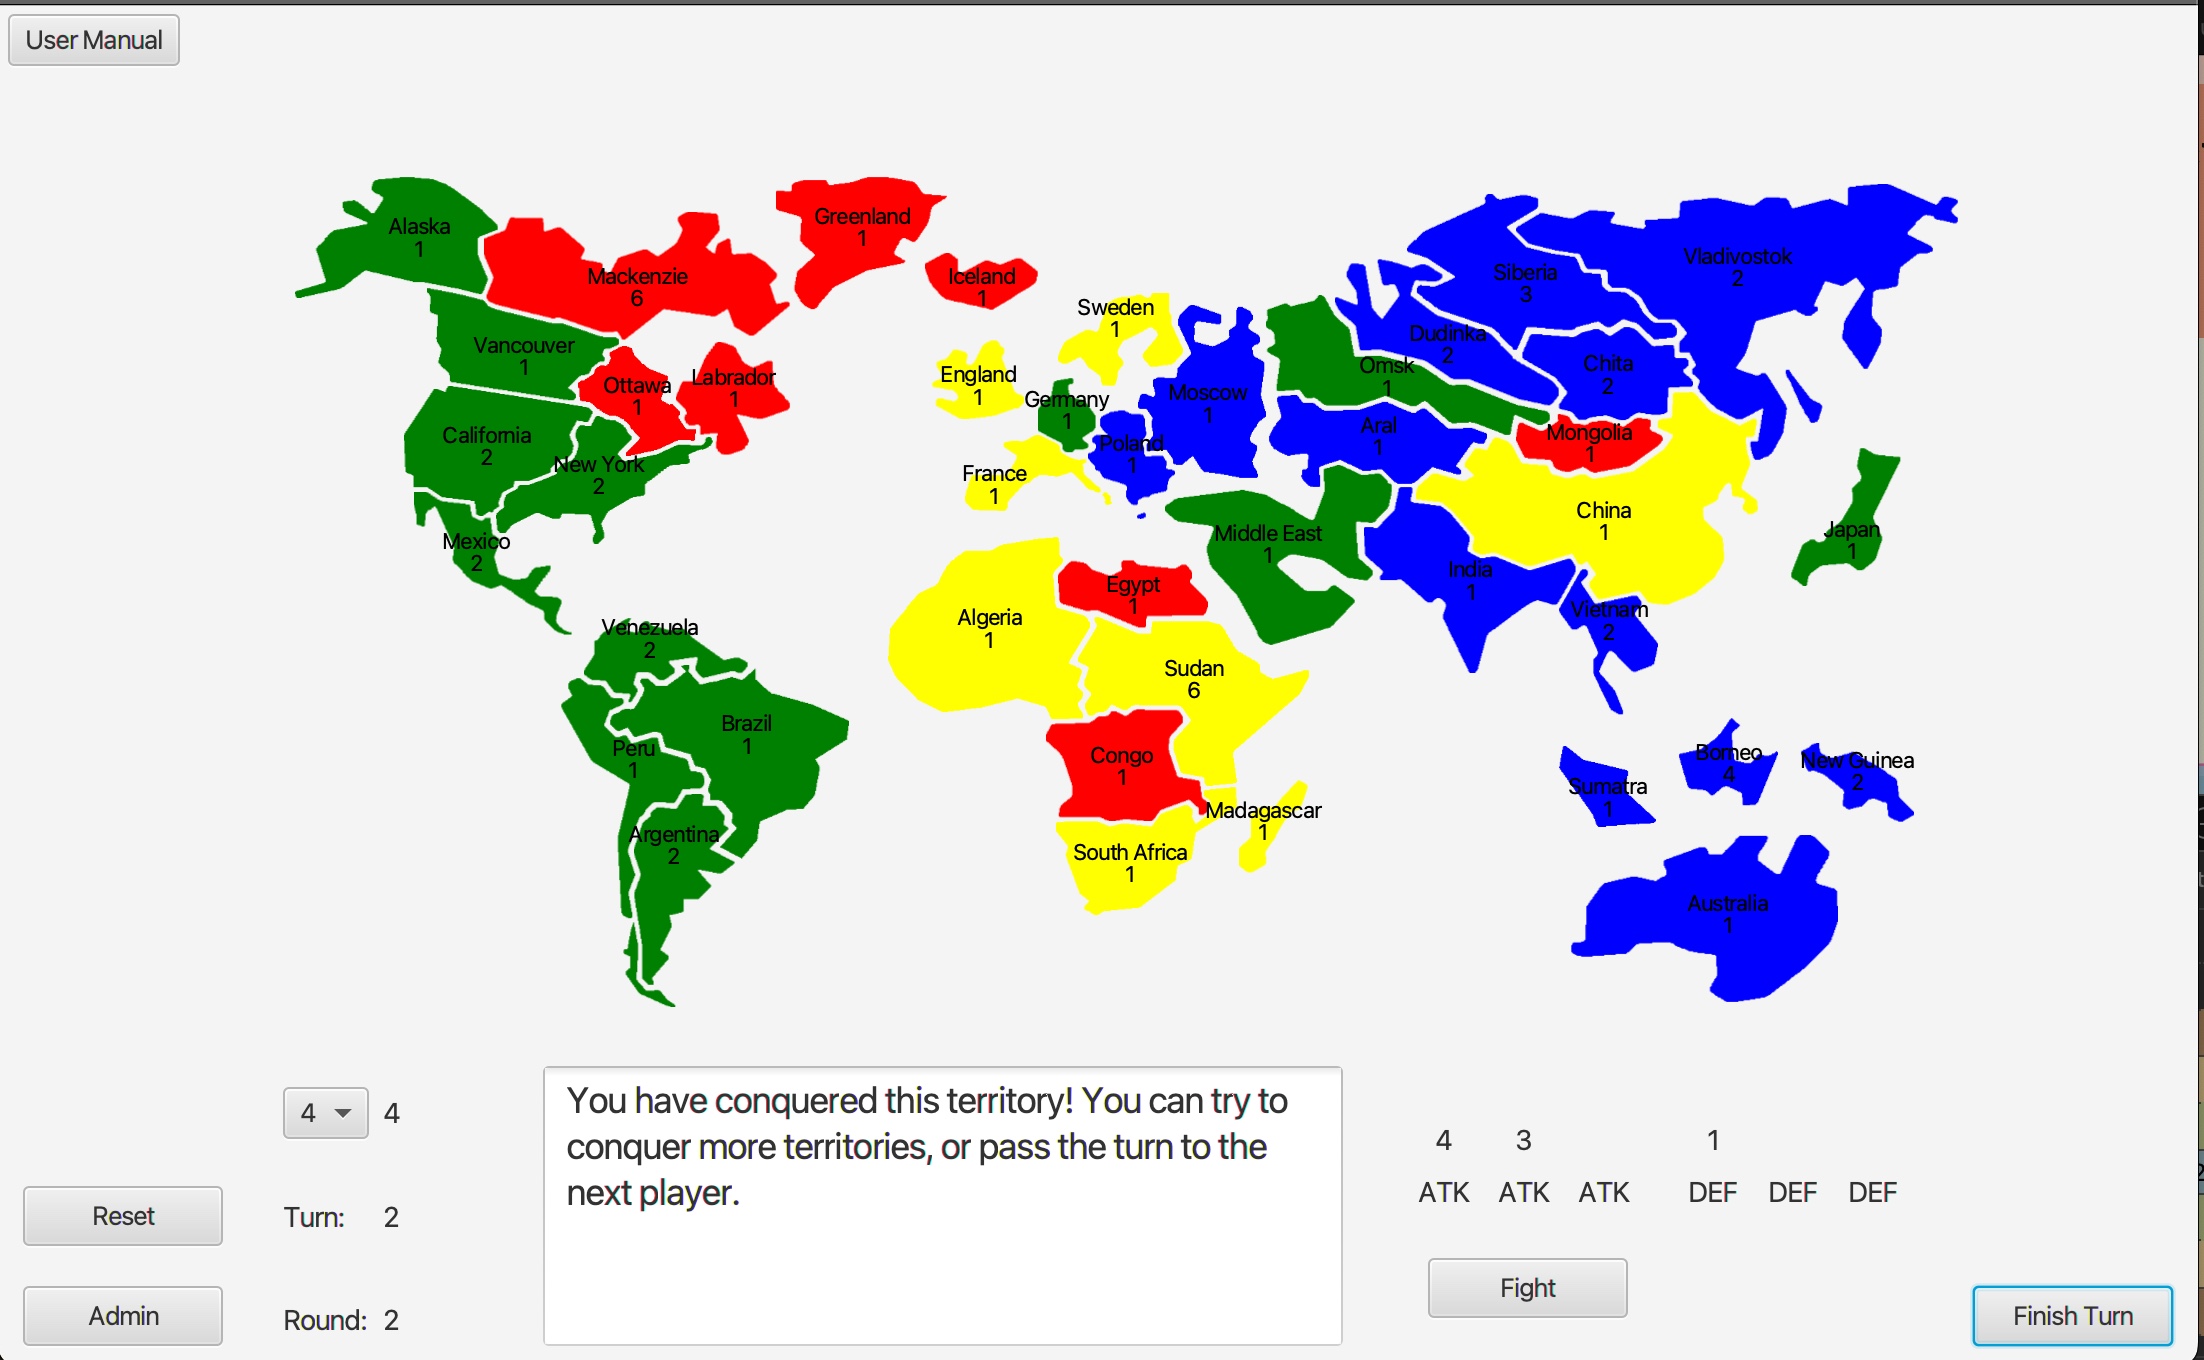 User Manual
Alaska
1
Mackenzie
6
Greenland
1
Iceland
1
Vancouver
1
Ottawa
1
Labrador
1
California
2
New York
2
Mexico
2
Venezuela
2
Brazil
1
Peru
1
Argentina
2
Sweden
1
England
1
Germany
1
France
1
Poland
1
Moscow
1
Algeria
1
Egypt
1
Sudan
6
Congo
1
South Africa
1
Madagascar
1
Middle East
1
Omsk
1
Aral
1
Dudinka
2
Siberia
3
Vladivostok
2
Chita
2
Mongolia
1
China
1
Japan
1
India
1
Vietnam
2
Sumatra
1
Borneo
4
New Guinea
2
Australia
1
4 4
Reset
Turn: 2
Admin
Round: 2
You have conquered this territory! You can try to
conquer more territories, or pass the turn to the
next player.
4 3 1
ATK ATK ATK DEF DEF DEF
Fight
Finish Turn